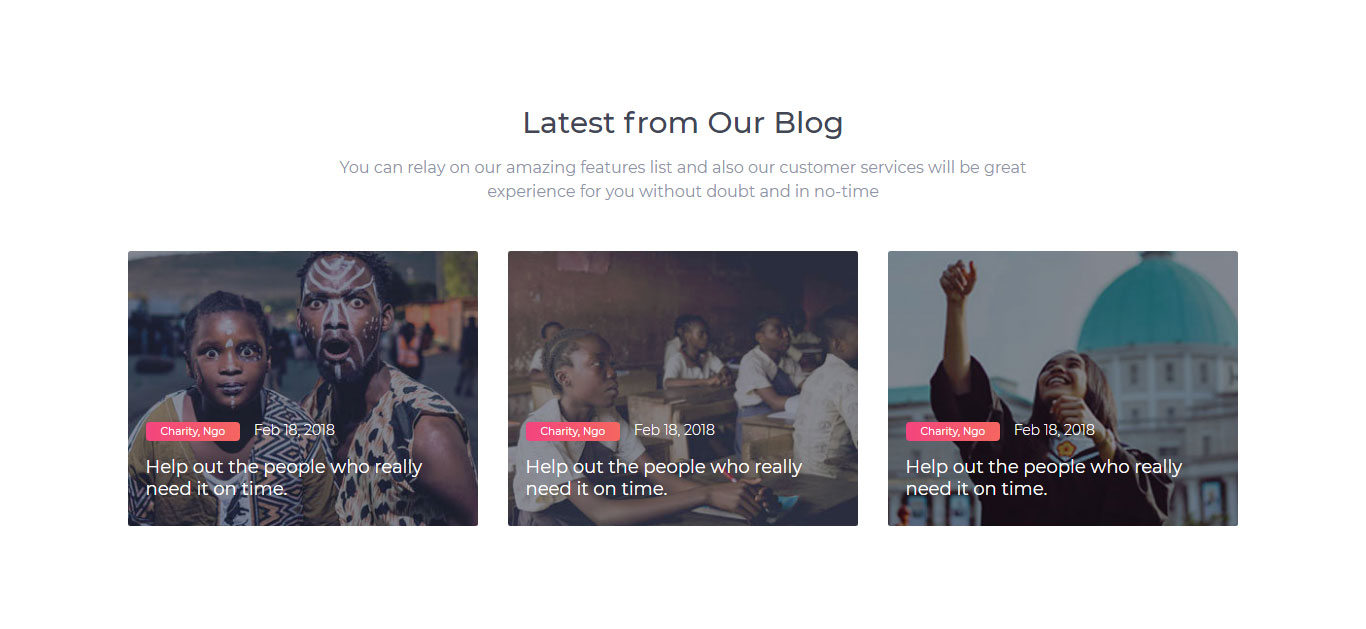 Latest from Our Blog
You can relay on our amazing features list and also our customer services will be great
experience for you without doubt and in no-time
Charity, Ngo Feb 18, 2018
Help out the people who really
need it on time.
Charity, Ngo Feb 18, 2018
Help out the people who really
need it on time.
Charity, Ngo Feb 18, 2018
Help out the people who really
need it on time.